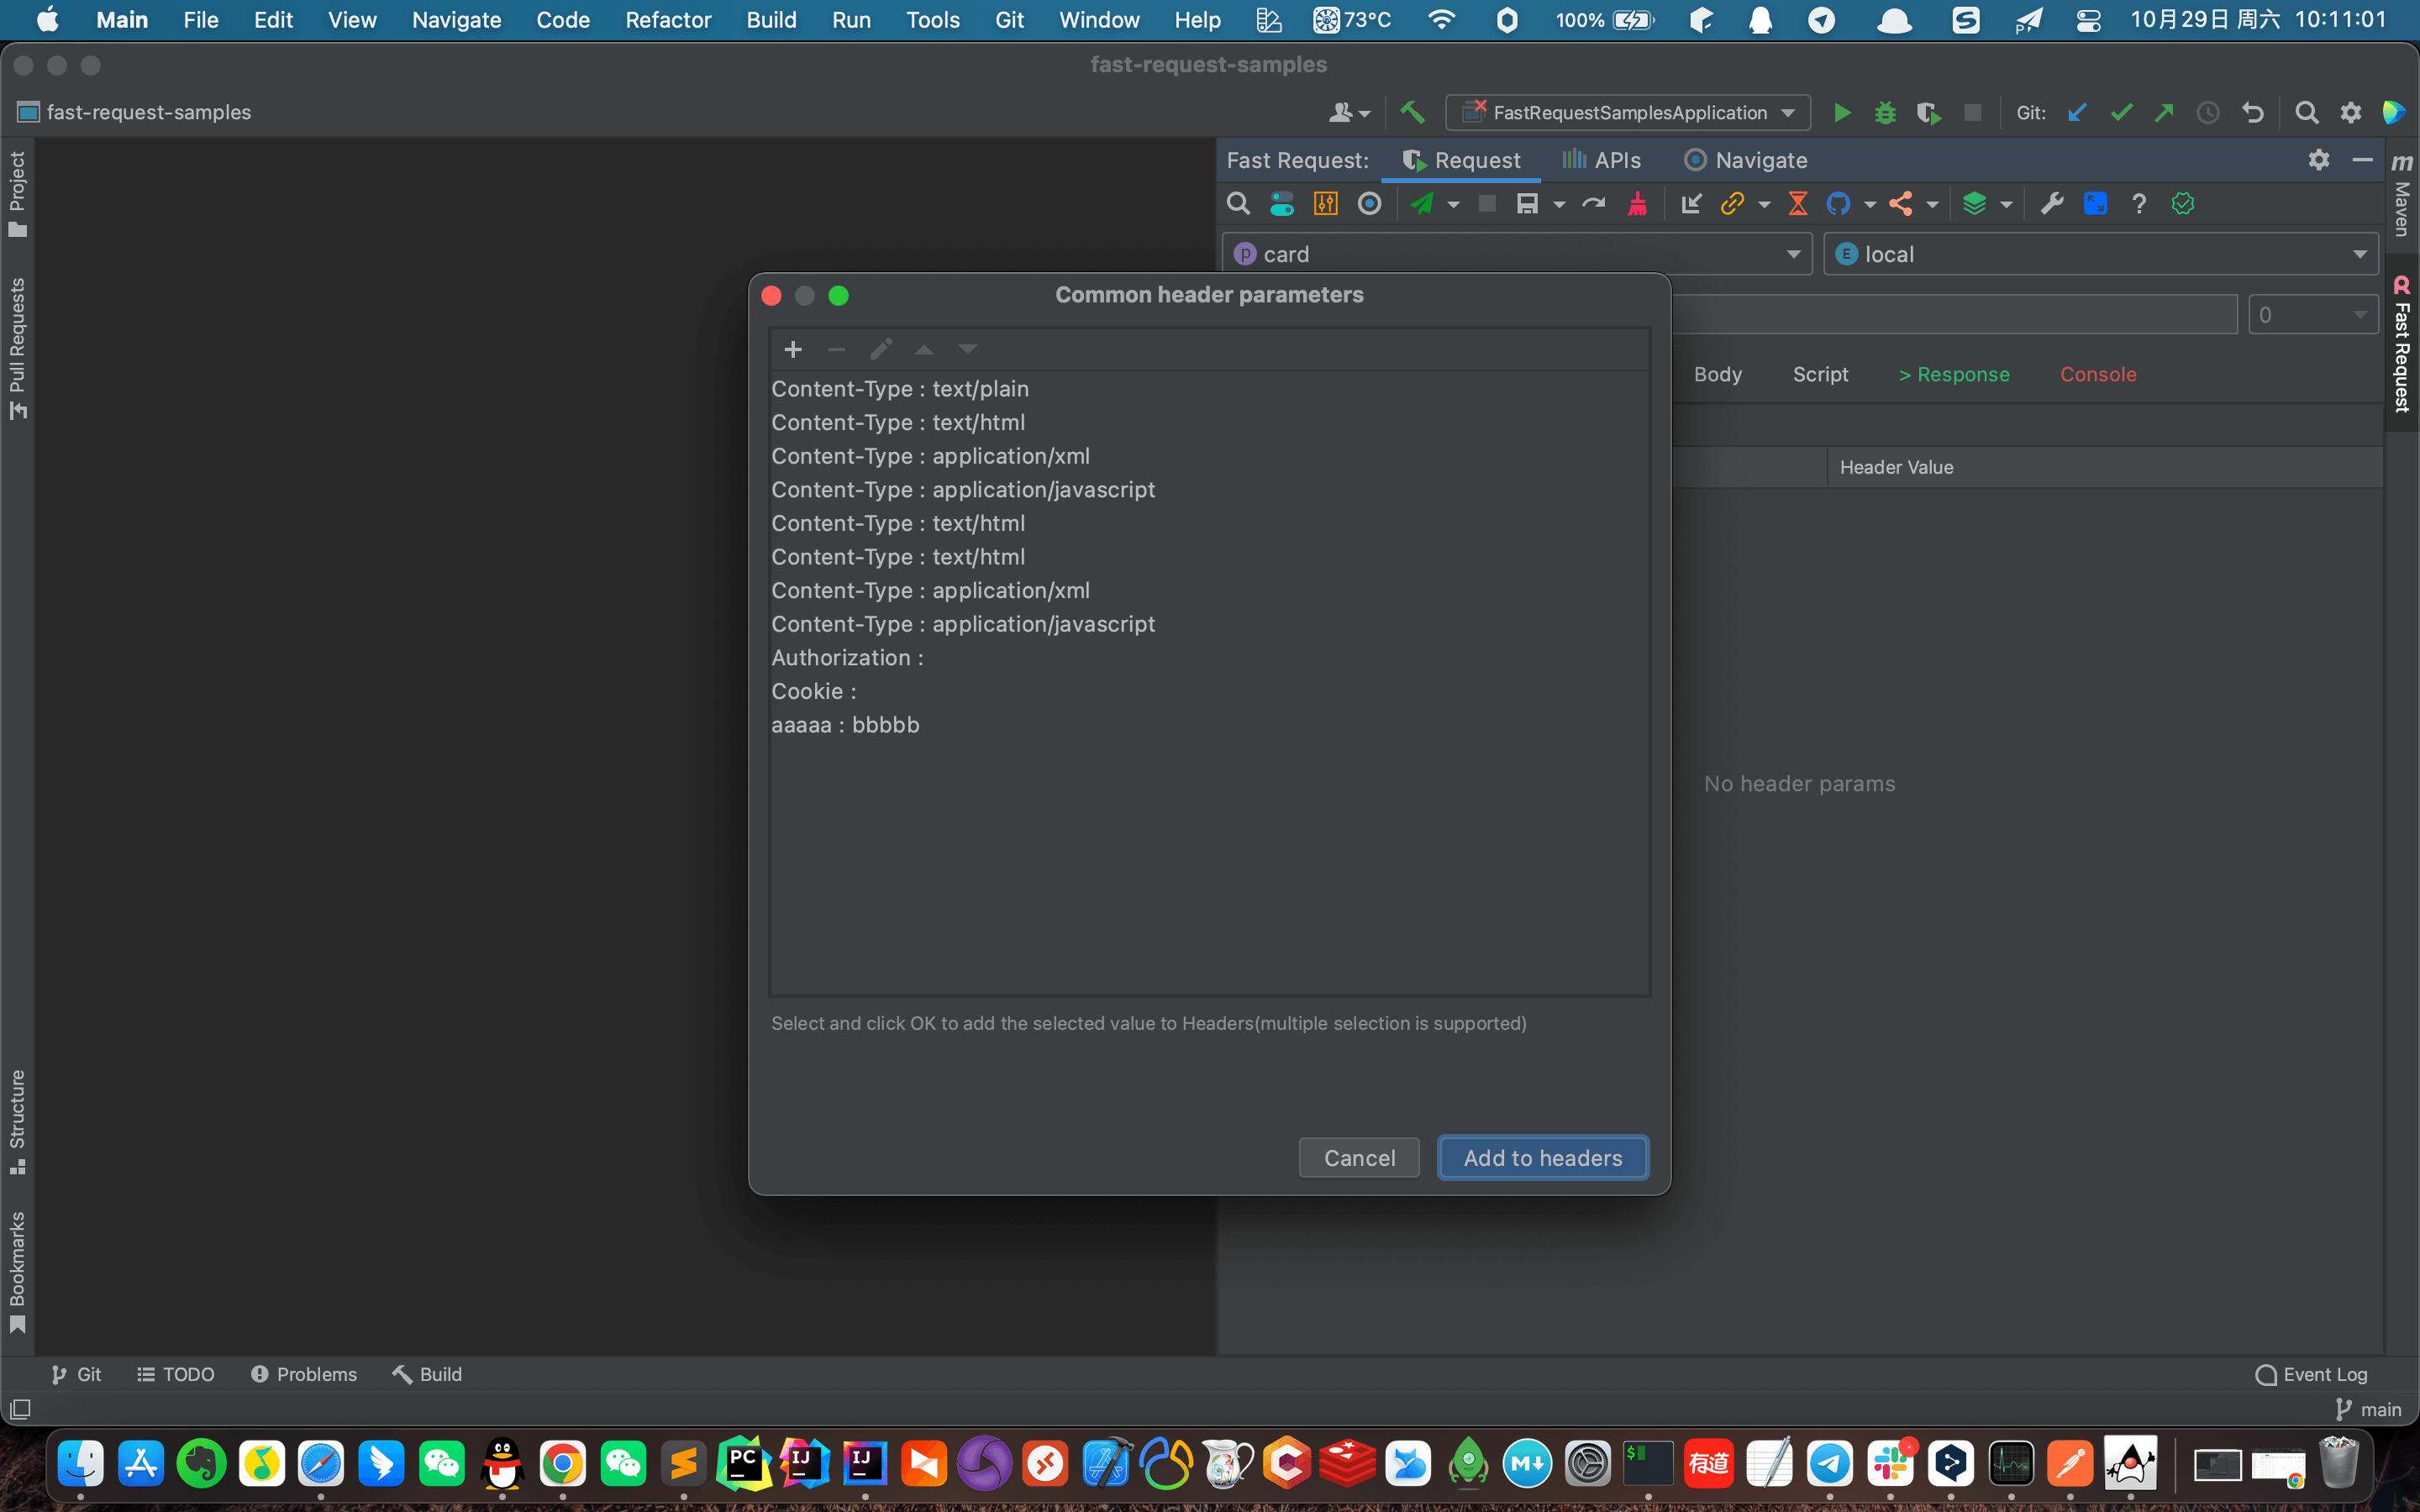 Main File Edit View Navigate Code Refactor Build Run Tools Git Window Help 73°C 100% 10月29日 周六 10:11:01
fast-request-samples
fast-request-samples FastRequestSamplesApplication Git:
Project
Pull Requests
Structure
Bookmarks
Fast Request: Request APIs Navigate
m Maven
Fast Request
p card E local
0
Body Script > Response Console
Header Value
No header params
Common header parameters
Content-Type : text/plain
Content-Type : text/html
Content-Type : application/xml
Content-Type : application/javascript
Content-Type : text/html
Content-Type : text/html
Content-Type : application/xml
Content-Type : application/javascript
Authorization :
Cookie :
aaaaa : bbbbb
Select and click OK to add the selected value to Headers(multiple selection is supported)
Cancel Add to headers
Git TODO Problems Build Event Log
main
PC IJ IJ M 有道